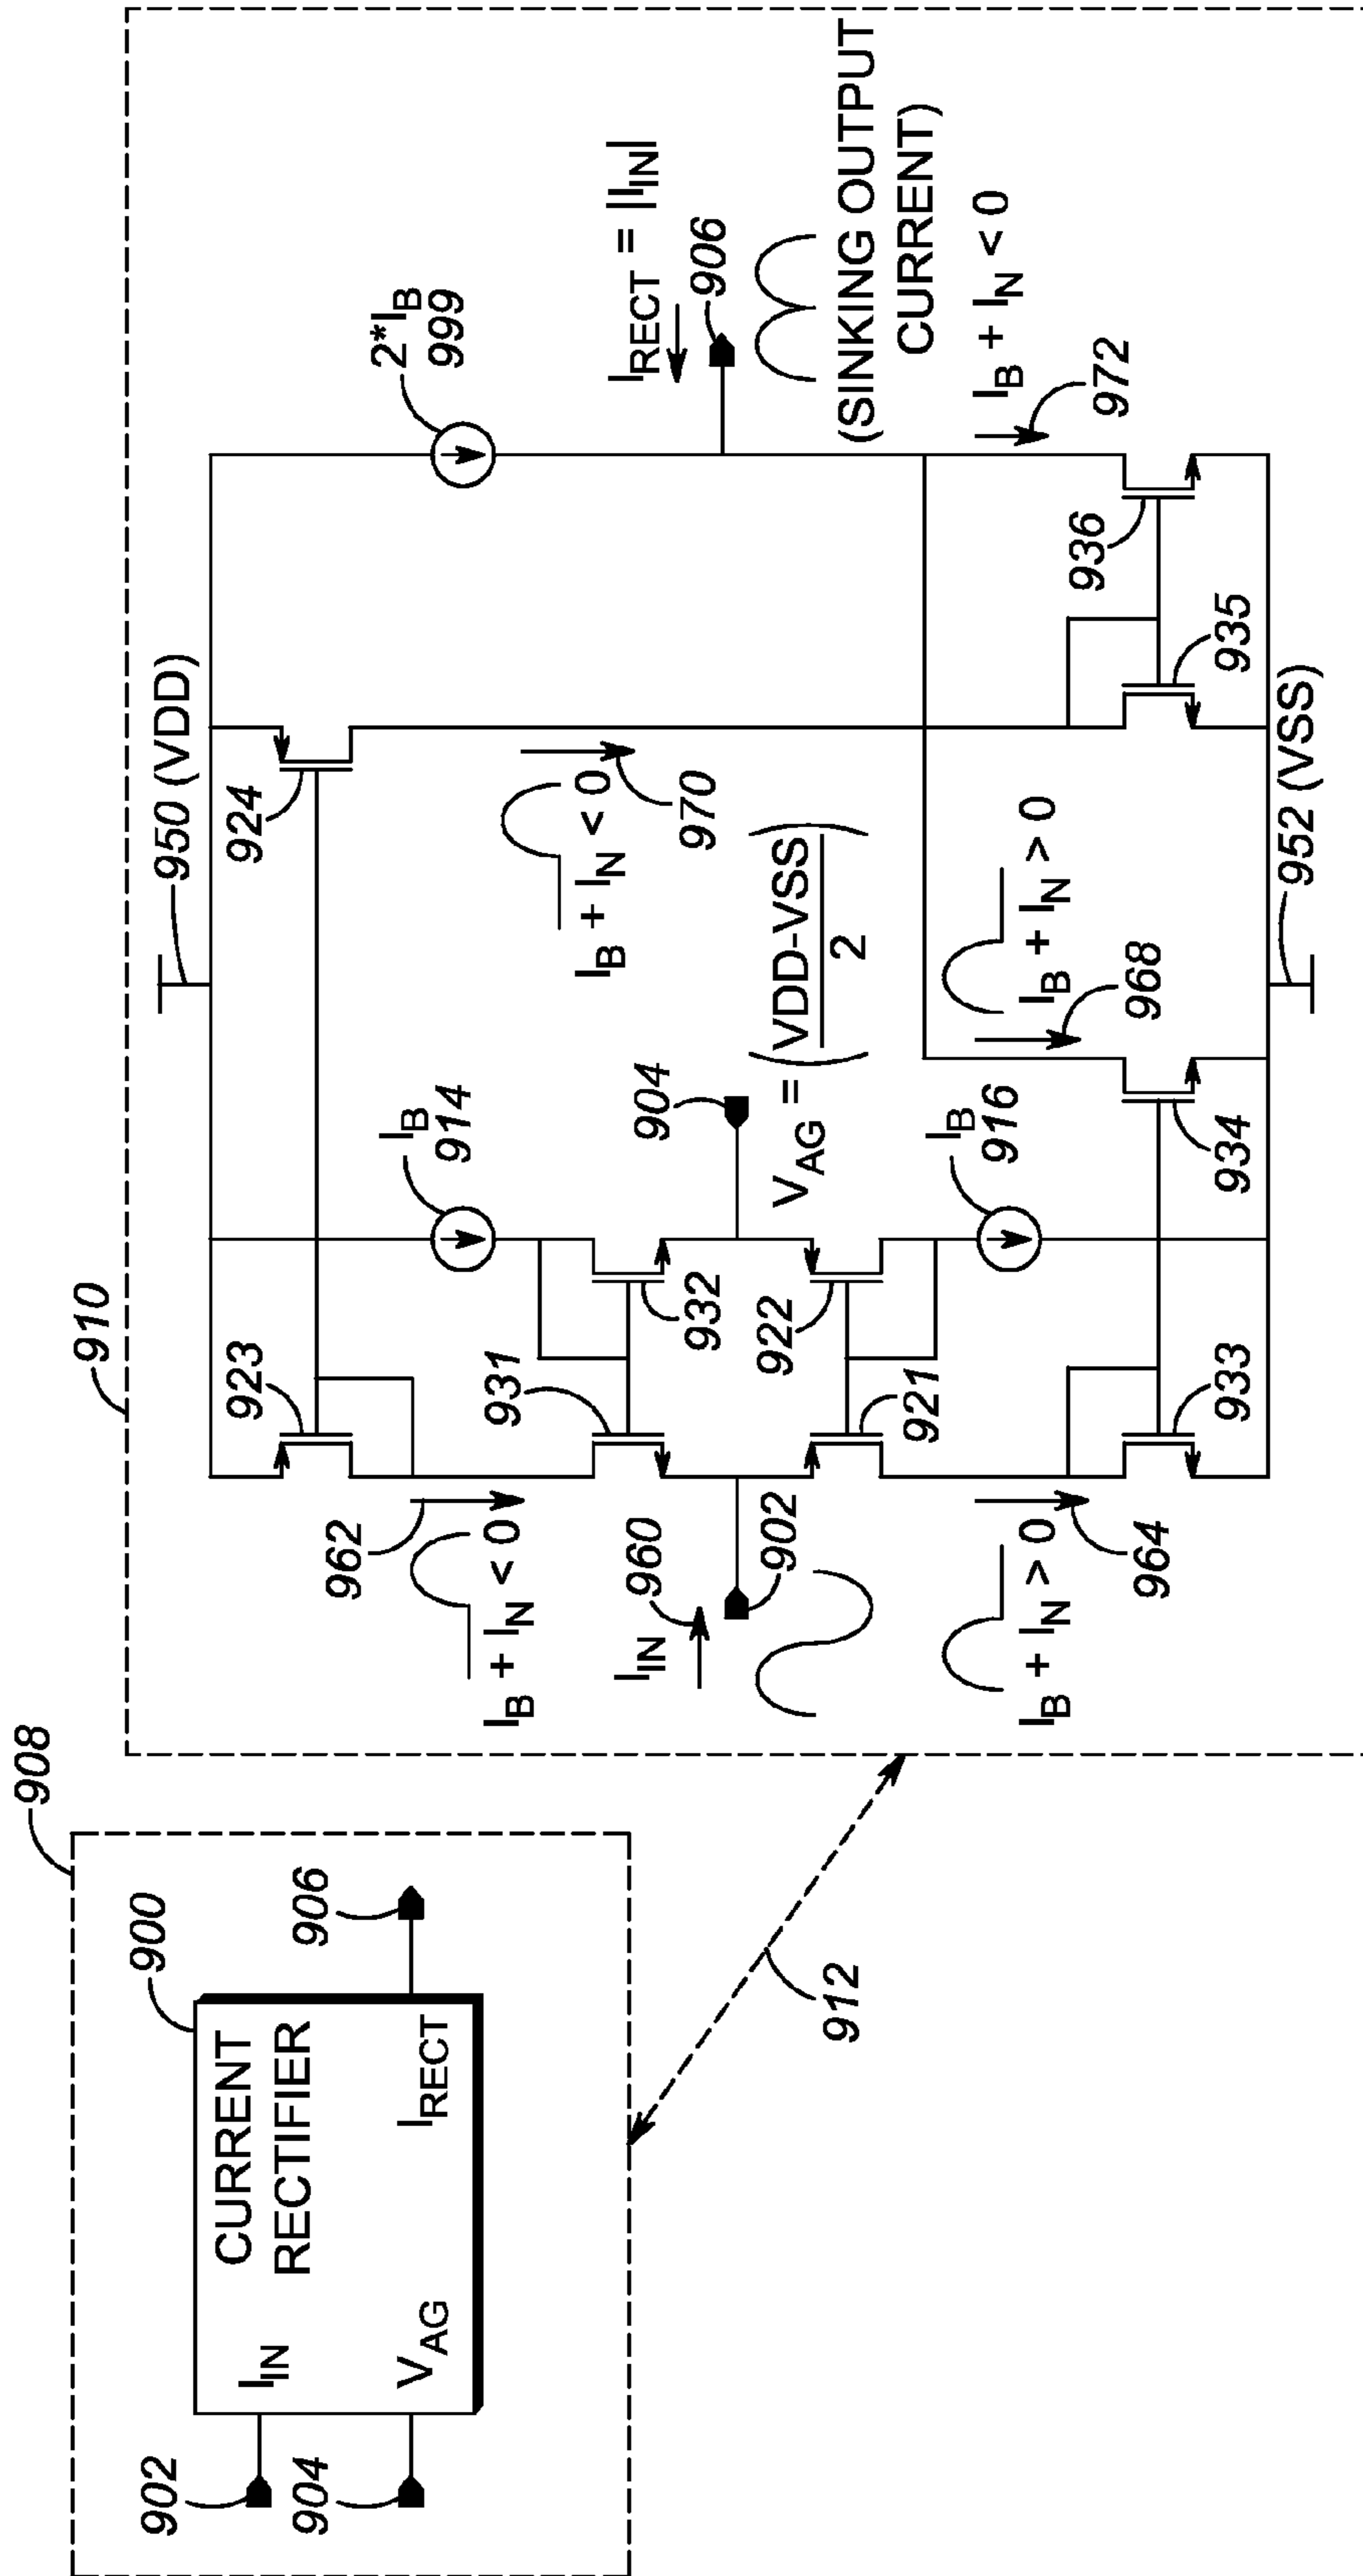 908
900
CURRENT
RECTIFIER
I_IN
V_AG
I_RECT
902
904
906
912
910
950 (VDD)
923
924
I_B
914
2*I_B
999
962
I_B + I_N < 0
931
932
970
I_B + I_N < 0
I_RECT = |I_IN|
906
(SINKING OUTPUT
CURRENT)
I_IN
960
902
904
V_AG = (VDD-VSS
2)
922
921
I_B
916
I_B + I_N > 0
964
933
934
I_B + I_N > 0
968
I_B + I_N < 0
972
936
935
952 (VSS)